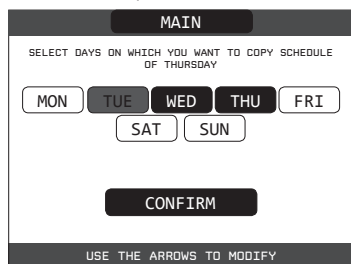 MAIN
SELECT DAYS ON WHICH YOU WANT TO COPY SCHEDULE
OF THURSDAY
MON TUE WED THU FRI
SAT SUN
CONFIRM
USE THE ARROWS TO MODIFY